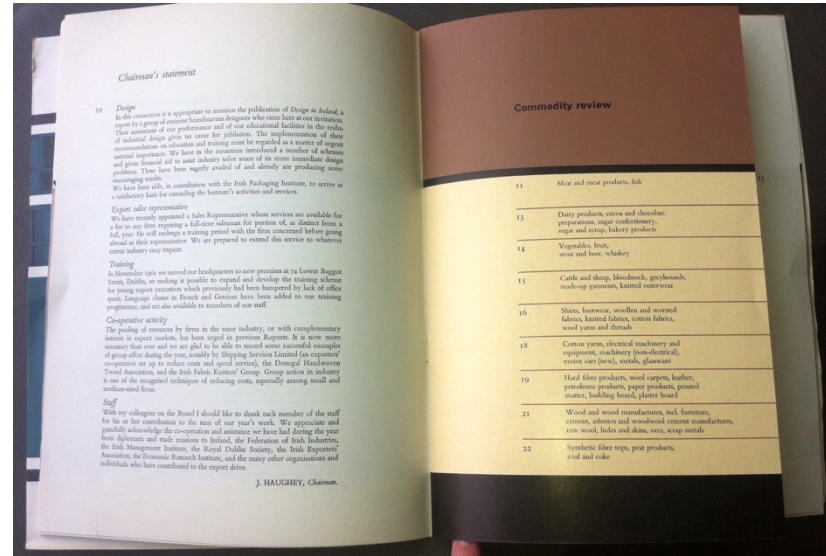 Chairman's statement
10 Design
In this connection it is appropriate to mention the publication of Design in Ireland, a
report by a group of eminent Scandinavian designers who came here at our invitation.
Their assessment of our performance and of our educational facilities in the realm
of industrial design gives no cause for jubilation. The implementation of their
recommendations on education and training must be regarded as a matter of urgent
national importance. We have in the meantime introduced a number of schemes
and given financial aid to assist industry solve some of its more immediate design
problems. These have been eagerly availed of and already are producing some
encouraging results.
We have been able, in consultation with the Irish Packaging Institute, to arrive at
a satisfactory basis for extending the Institute's activities and services.
Export sales representative
We have recently appointed a Sales Representative whose services are available for
a fee to any firm requiring a full-time salesman for portion of, as distinct from a
full, year. He will undergo a training period with the firm concerned before going
abroad as their representative. We are prepared to extend this service to whatever
extent industry may require.
Training
In November 1961 we moved our headquarters to new premises at 74 Lower Baggot
Street, Dublin, so making it possible to expand and develop the training scheme
for young export executives which previously had been hampered by lack of office
space. Language classes in French and German have been added to our training
programme, and are also available to members of our staff.
Co-operative activity
The pooling of resources by firms in the same industry, or with complementary
interest in export markets, has been urged in previous Reports. It is now more
necessary than ever and we are glad to be able to record some successful examples
of group effort during the year, notably by Shipping Services Limited (an exporters'
co-operative set up to reduce costs and speed service), the Donegal Handwoven
Tweed Association, and the Irish Fabric Knitters' Group. Group action in industry
is one of the recognised techniques of reducing costs, especially among small and
medium-sized firms.
Staff
With my colleagues on the Board I should like to thank each member of the staff
for his or her contribution to the sum of our year's work. We appreciate and
gratefully acknowledge the co-operation and assistance we have had during the year
from diplomatic and trade missions to Ireland, the Federation of Irish Industries,
the Irish Management Institute, the Royal Dublin Society, the Irish Exporters'
Association, the Economic Research Institute, and the many other organisations and
individuals who have contributed to the export drive.
J. HAUGHEY, Chairman.
Commodity review
11 Meat and meat products, fish
13 Dairy products, cocoa and chocolate
preparations, sugar confectionery,
sugar and syrup, bakery products
14 Vegetables, fruit,
stout and beer, whiskey
15 Cattle and sheep, bloodstock, greyhounds,
made-up garments, knitted outerwear
16 Shirts, footwear, woollen and worsted
fabrics, knitted fabrics, cotton fabrics,
wool yarn and threads
18 Cotton yarns, electrical machinery and
equipment, machinery (non-electrical),
motor cars (new), metals, glassware
19 Hard fibre products, wool carpets, leather,
petroleum products, paper products, printed
matter, building board, plaster board
21 Wood and wood manufactures, incl. furniture,
cement, asbestos and woodwool cement manufactures,
raw wool, hides and skins, ores, scrap metals
22 Synthetic fibre tops, peat products,
coal and coke
11